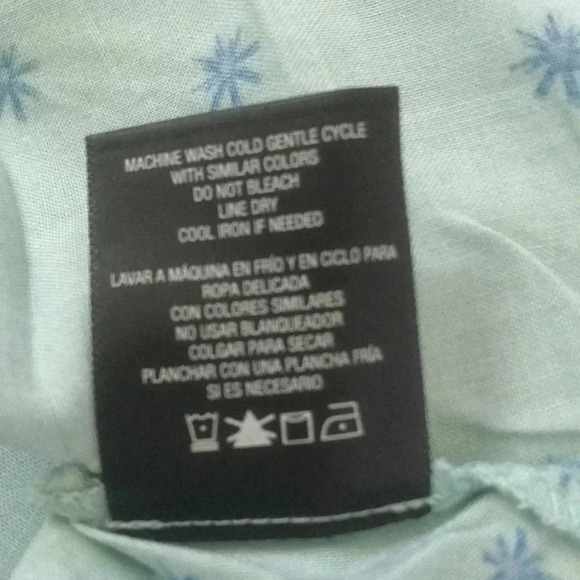 MACHINE WASH COLD GENTLE CYCLE
WITH SIMILAR COLORS
DO NOT BLEACH
LINE DRY
COOL IRON IF NEEDED
LAVAR A MÁQUINA EN FRÍO Y EN CICLO PARA
ROPA DELICADA
CON COLORES SIMILARES
NO USAR BLANQUEADOR
COLGAR PARA SECAR
PLANCHAR CON UNA PLANCHA FRÍA
SI ES NECESARIO